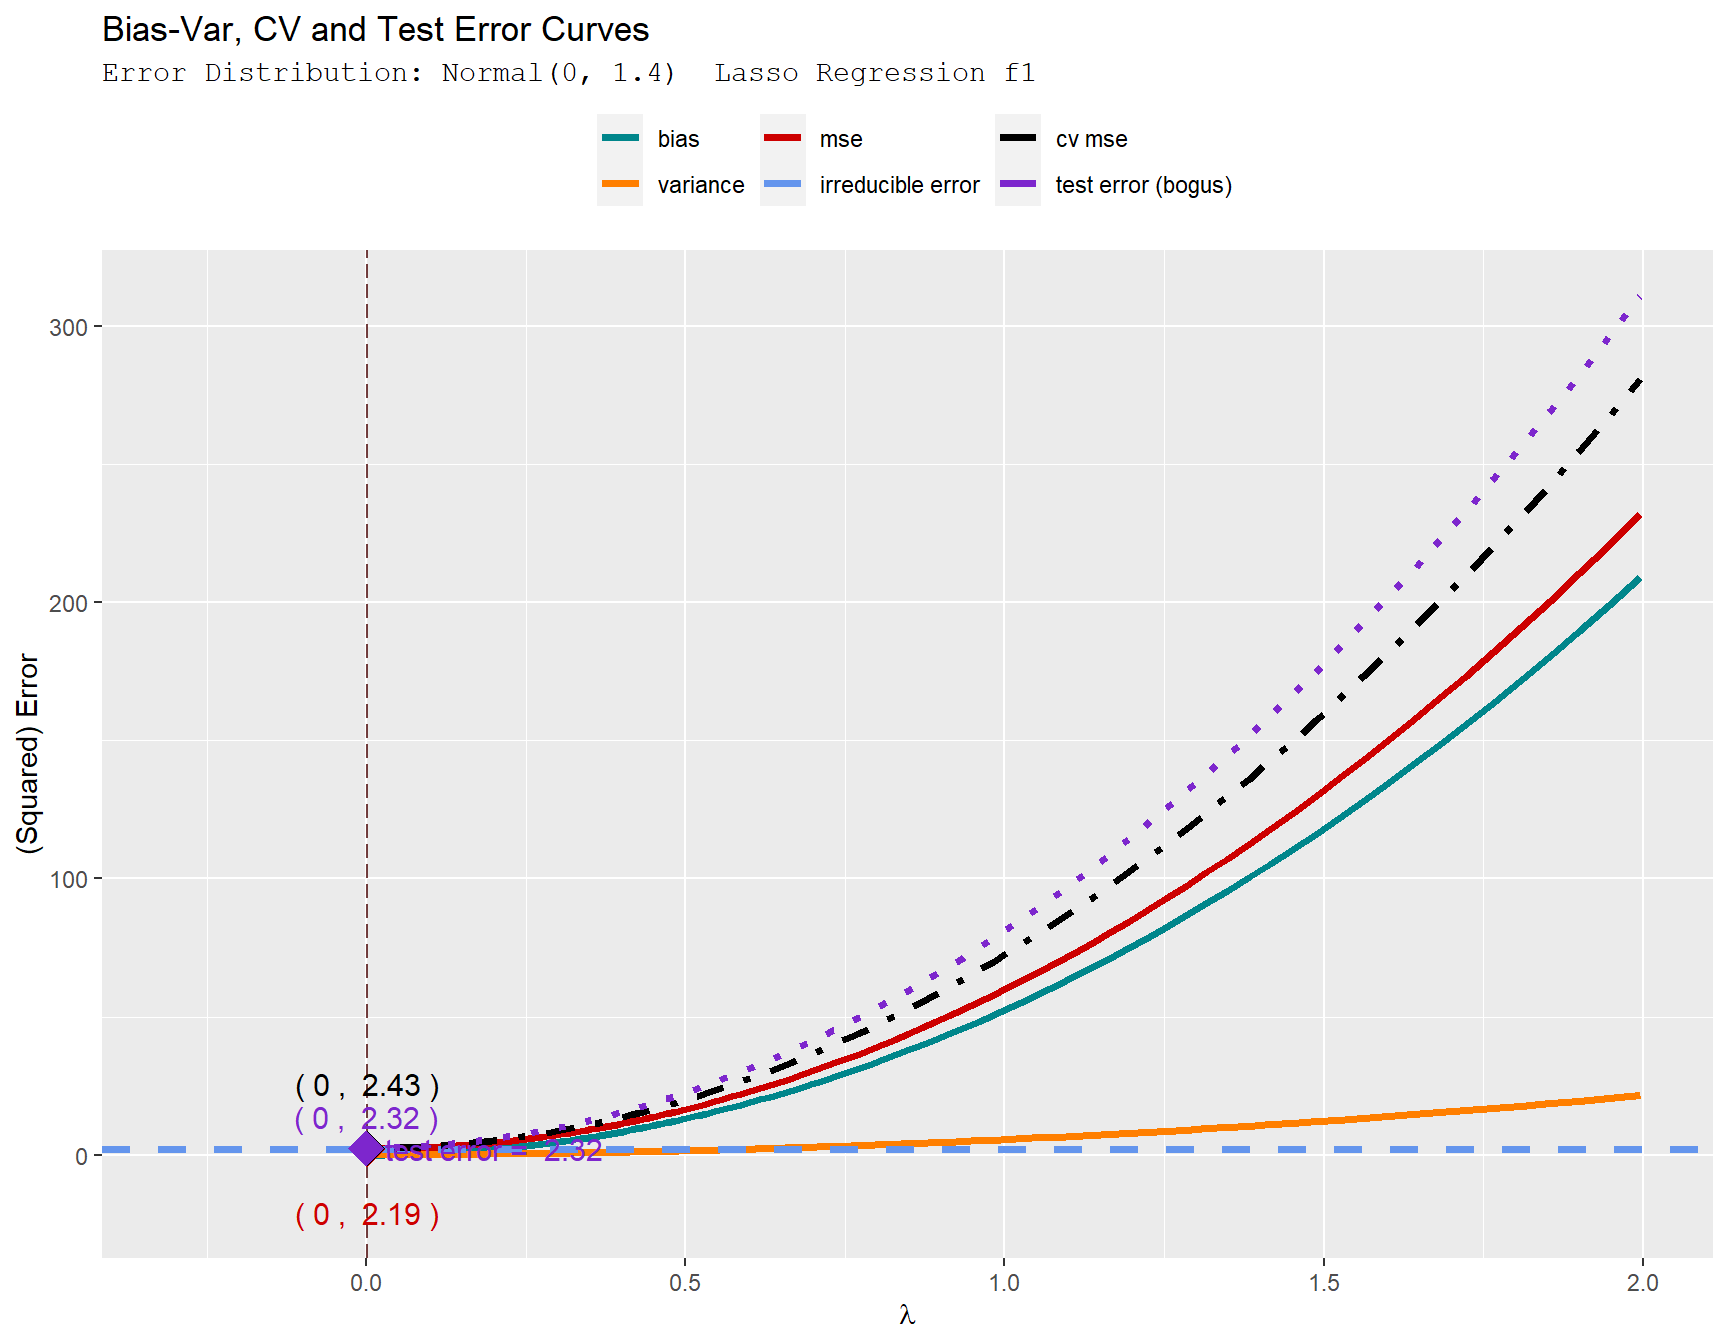 Bias-Var, CV and Test Error Curves
Error Distribution: Normal(0, 1.4)  Lasso Regression f1
bias mse cv mse
variance irreducible error test error (bogus)
(Squared) Error
300
200
100
0
( 0 ,  2.43 )
( 0 ,  2.32 )
test error =  2.32
( 0 ,  2.19 )
0.0 0.5 1.0 1.5 2.0
λ